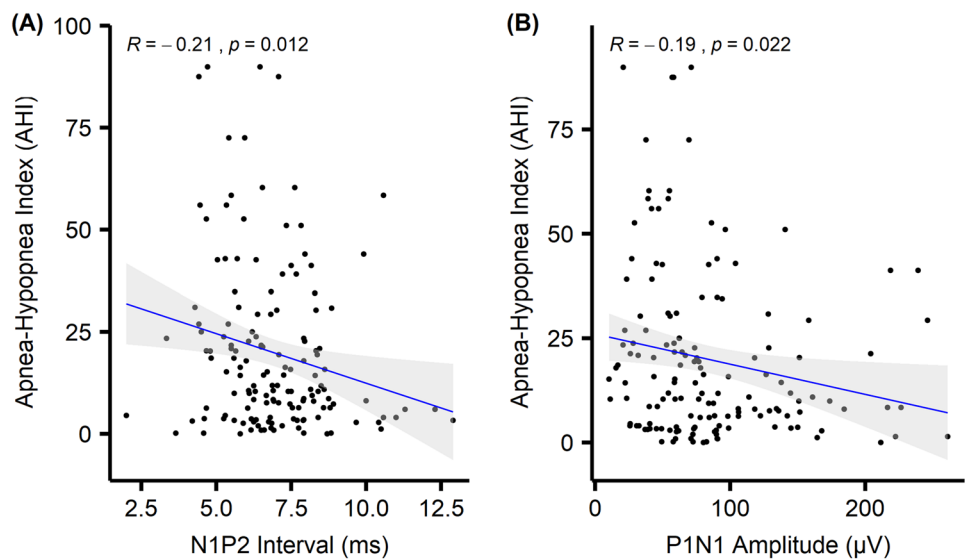 (A)
R = – 0.21 , p = 0.012
Apnea-Hypopnea Index (AHI)
100
75
50
25
0
2.5 5.0 7.5 10.0 12.5
N1P2 Interval (ms)
(B)
R = – 0.19 , p = 0.022
Apnea-Hypopnea Index (AHI)
75
50
25
0
0 100 200
P1N1 Amplitude (µV)